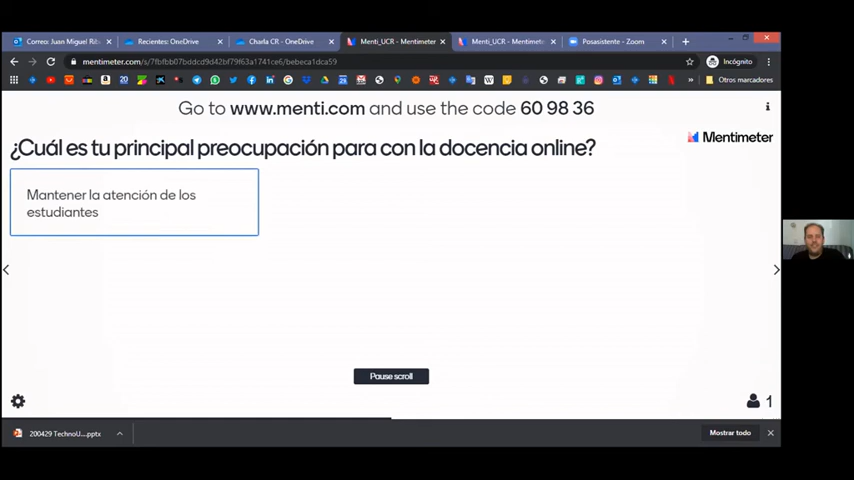 Correo: Juan Miguel Rib
Recientes: OneDrive
Charla CR - OneDrive
Menti_UCR - Mentimeter
Menti_UCR - Mentimete
Posasistente - Zoom
mentimeter.com/s/7fbfbb07bddcd9d42bf79f63a1741ce6/bebeca1dca59
Incógnito
Otros marcadores
Go to www.menti.com and use the code 60 98 36
Mentimeter
¿Cuál es tu principal preocupación para con la docencia online?
Mantener la atención de los
estudiantes
Pause scroll
1
200429 TechnoU....pptx
Mostrar todo